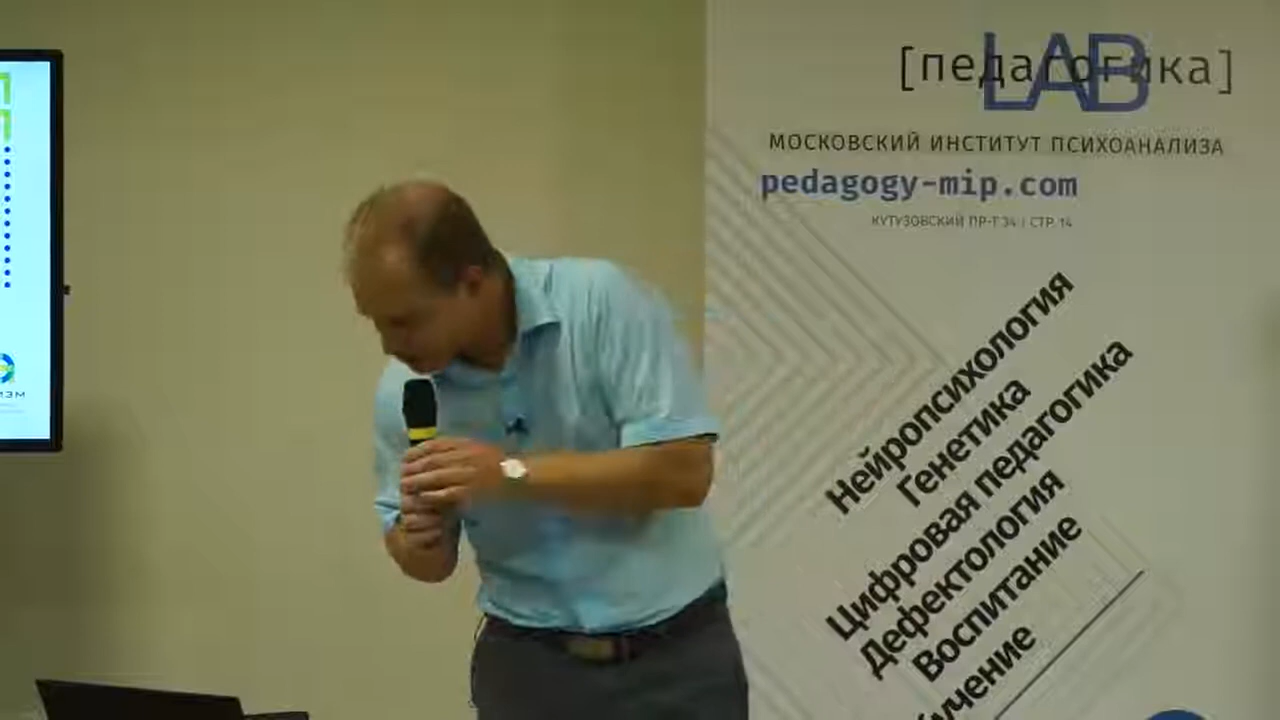 [педагогика]
LAB
МОСКОВСКИЙ ИНСТИТУТ ПСИХОАНАЛИЗА
pedagogy-mip.com
КУТУЗОВСКИЙ ПР-Т 34 | СТР. 14
Нейропсихология
Генетика
Цифровая педагогика
Дефектология
Воспитание